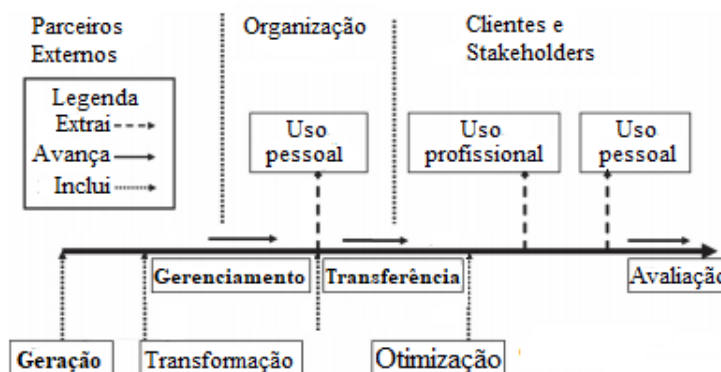 Parceiros
Externos
Organização
Clientes e
Stakeholders
Legenda
Extrai
Avança
Inclui
Uso
pessoal
Uso
profissional
Uso
pessoal
Gerenciamento
Transferência
Avaliação
Geração
Transformação
Otimização